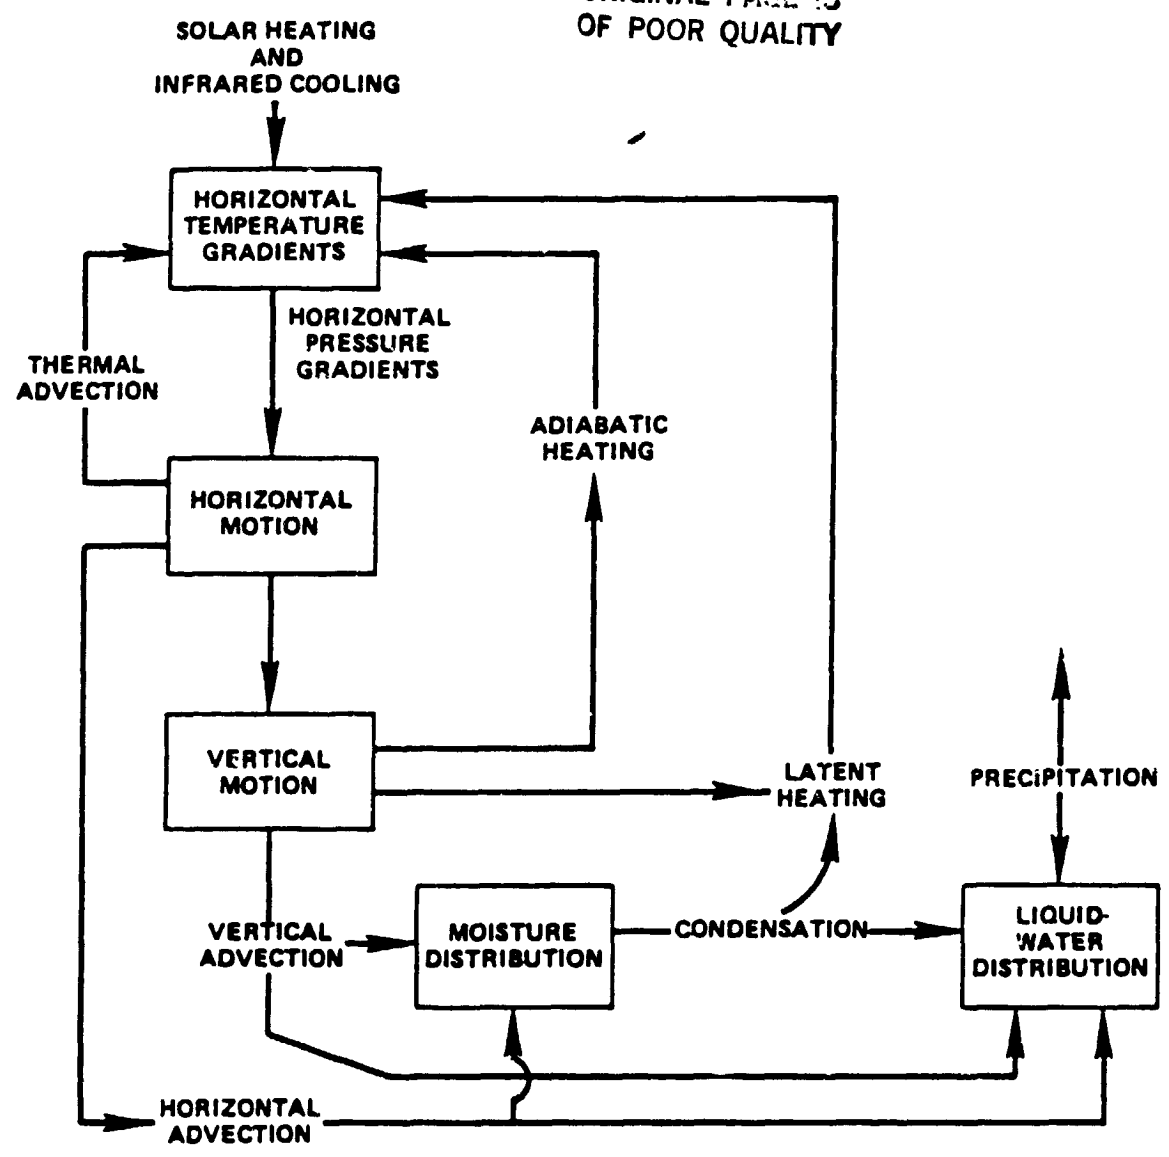 OF POOR QUALITY
SOLAR HEATING
AND
INFRARED COOLING
HORIZONTAL
TEMPERATURE
GRADIENTS
HORIZONTAL
PRESSURE
GRADIENTS
THERMAL
ADVECTION
ADIABATIC
HEATING
HORIZONTAL
MOTION
VERTICAL
MOTION
LATENT
HEATING
PRECIPITATION
VERTICAL
ADVECTION
MOISTURE
DISTRIBUTION
CONDENSATION
LIQUID-
WATER
DISTRIBUTION
HORIZONTAL
ADVECTION